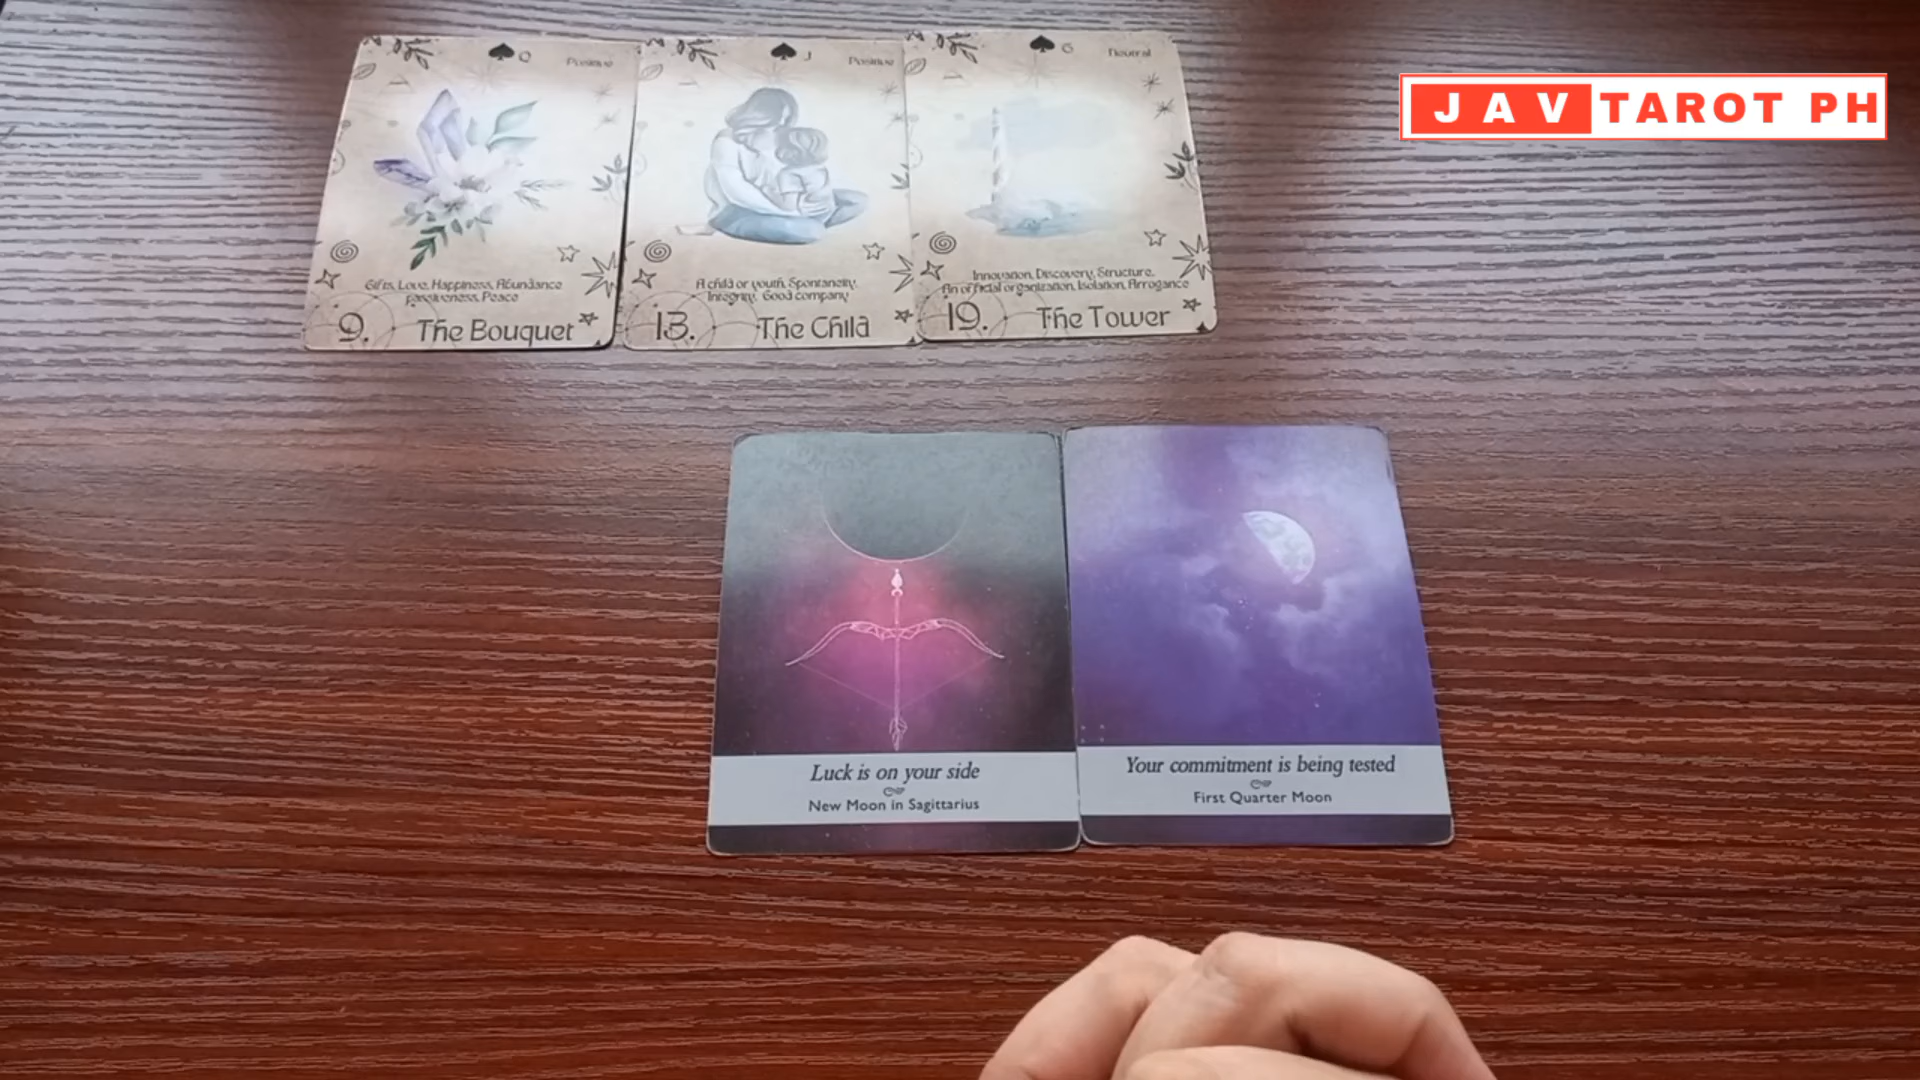 Q Positive
Gifts, Love, Happiness, Abundance
Forgiveness, Peace
9. The Bouquet
J Positive
A child or youth, Spontaneity,
Integrity, Good company
13. The Child
6 Neutral
Innovation, Discovery, Structure,
An official organization, Isolation, Arrogance
19. The Tower
JAV TAROT PH
Luck is on your side
New Moon in Sagittarius
Your commitment is being tested
First Quarter Moon